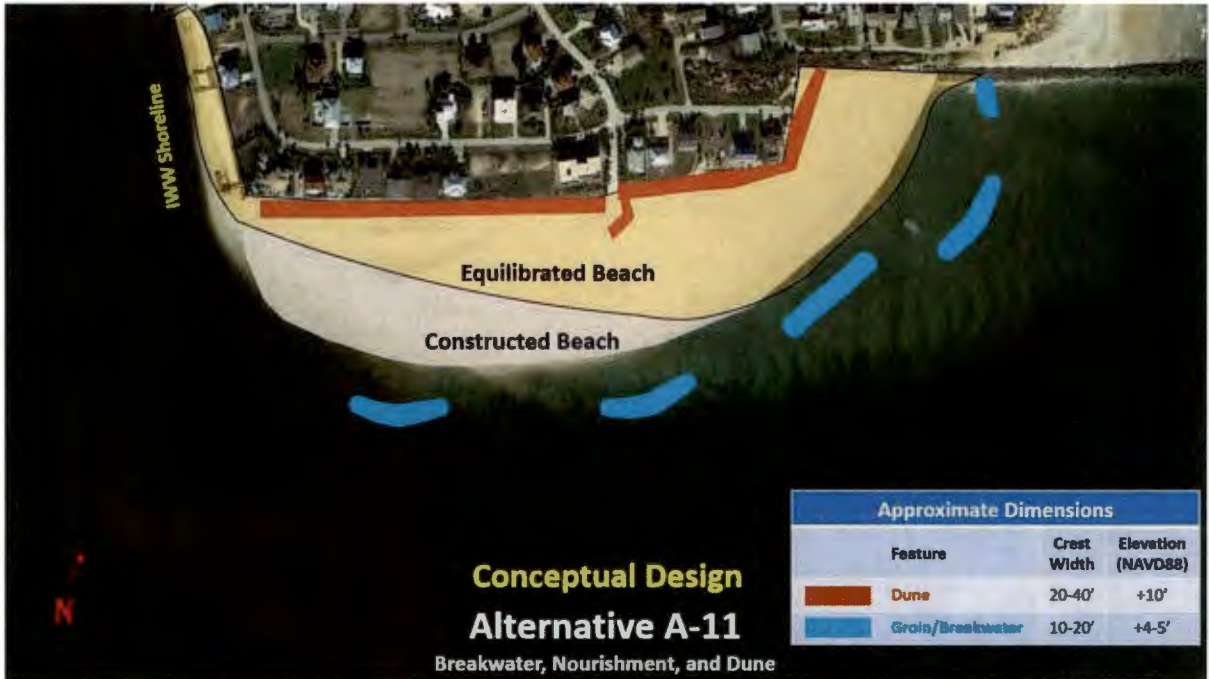 IWW Shoreline
Equilibrated Beach
Constructed Beach
N
Conceptual Design
Alternative A-11
Breakwater, Nourishment, and Dune
Approximate Dimensions
Feature Crest Width Elevation (NAVD88)
Dune 20-40' +10'
Groin/Breakwater 10-20' +4-5'